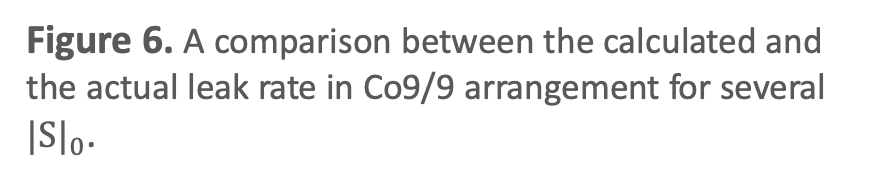 Figure 6. A comparison between the calculated and
the actual leak rate in Co9/9 arrangement for several
|S|₀.